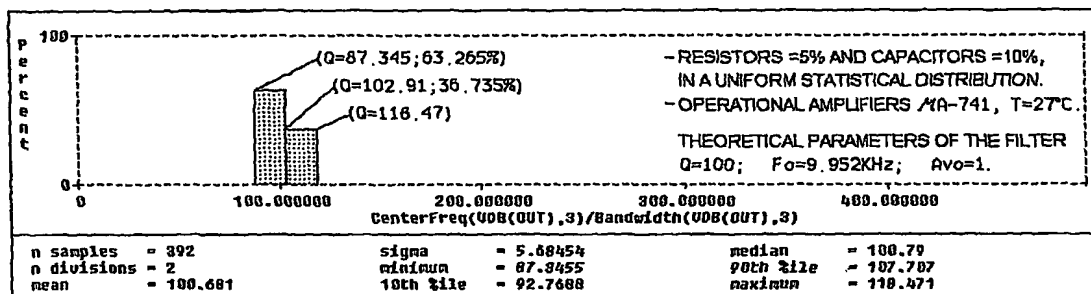 Percent
100
(Q=87.345;63.265%)
(Q=102.91;36.735%)
(Q=116.47)
-RESISTORS =5% AND CAPACITORS =10%,
IN A UNIFORM STATISTICAL DISTRIBUTION.
-OPERATIONAL AMPLIFIERS µA-741, T=27°C.
THEORETICAL PARAMETERS OF THE FILTER
Q=100; Fo=9.952KHz; Avo=1.
0
0 100.000000 200.000000 300.000000 400.000000
CenterFreq(VDB(OUT),3)/Bandwidth(VDB(OUT),3)
n samples = 392 sigma = 5.68454 median = 100.79
n divisions = 2 minimum = 87.3455 90th %ile = 107.707
mean = 100.681 10th %ile = 92.7688 maximum = 118.471